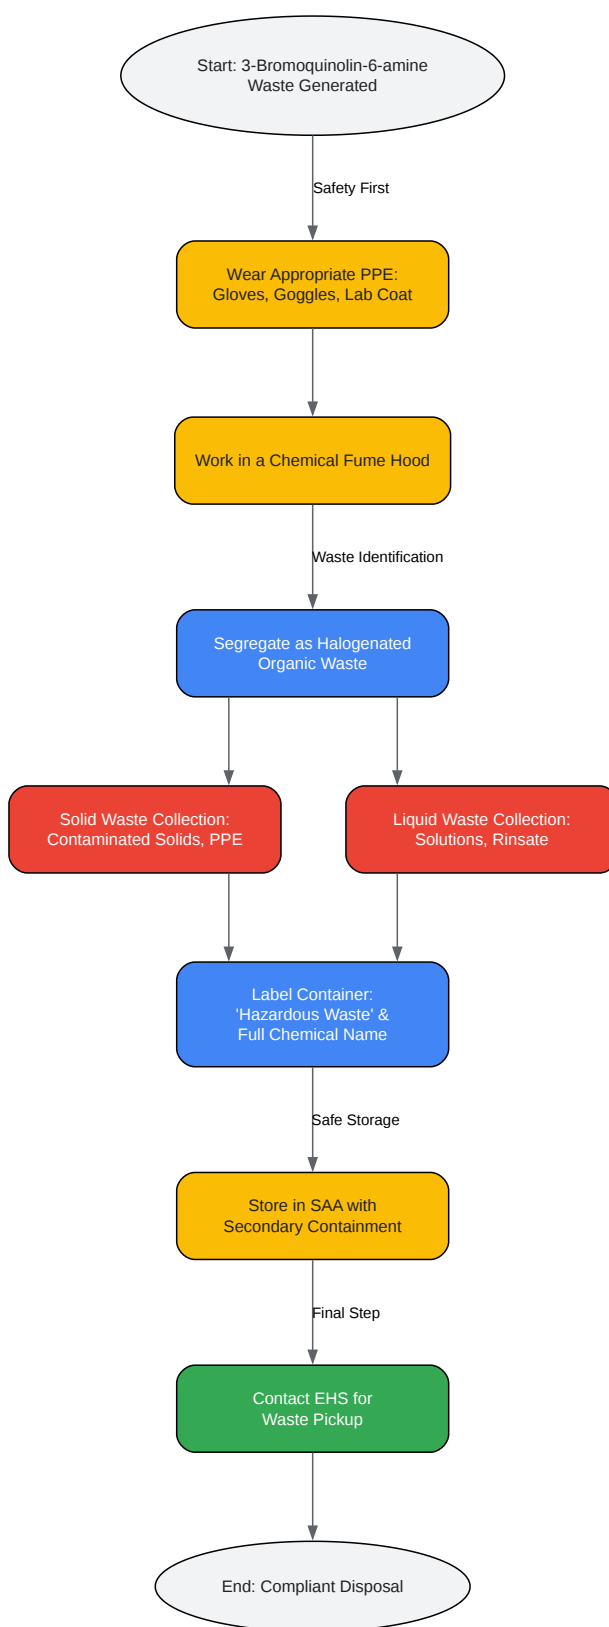 Start: 3-Bromoquinolin-6-amine
Waste Generated
Safety First
Wear Appropriate PPE:
Gloves, Goggles, Lab Coat
Work in a Chemical Fume Hood
Waste Identification
Segregate as Halogenated
Organic Waste
Solid Waste Collection:
Contaminated Solids, PPE
Liquid Waste Collection:
Solutions, Rinsate
Label Container:
'Hazardous Waste' &
Full Chemical Name
Safe Storage
Store in SAA with
Secondary Containment
Final Step
Contact EHS for
Waste Pickup
End: Compliant Disposal